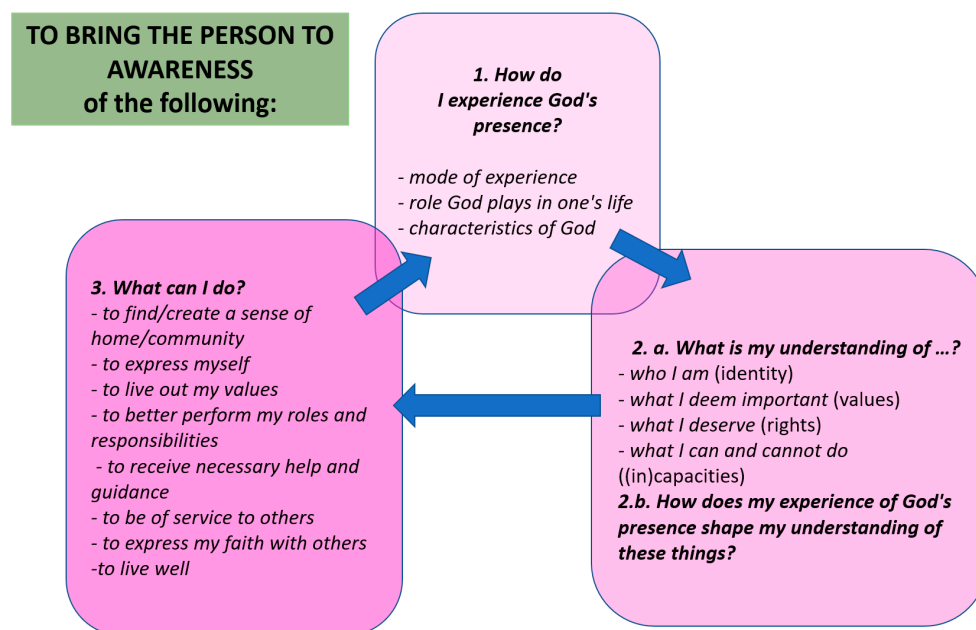 TO BRING THE PERSON TO
AWARENESS
of the following:
1. How do
I experience God's
presence?
- mode of experience
- role God plays in one's life
- characteristics of God
2. a. What is my understanding of ...?
- who I am (identity)
- what I deem important (values)
- what I deserve (rights)
- what I can and cannot do
((in)capacities)
2.b. How does my experience of God's
presence shape my understanding of
these things?
3. What can I do?
- to find/create a sense of
home/community
- to express myself
- to live out my values
- to better perform my roles and
responsibilities
- to receive necessary help and
guidance
- to be of service to others
- to express my faith with others
-to live well